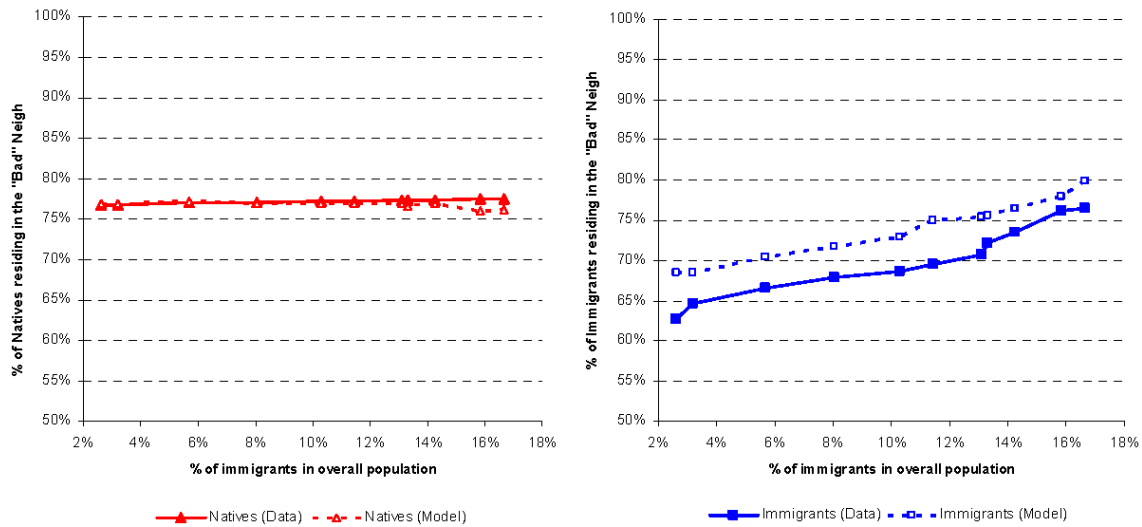 100%
95%
90%
85%
80%
75%
70%
65%
60%
55%
50%
% of Natives residing in the "Bad" Neigh
2% 4% 6% 8% 10% 12% 14% 16% 18%
% of immigrants in overall population
Natives (Data) Natives (Model)
100%
95%
90%
85%
80%
75%
70%
65%
60%
55%
50%
% of Immigrants residing in the "Bad" Neigh
2% 4% 6% 8% 10% 12% 14% 16% 18%
% of immigrants in overall population
Immigrants (Data) Immigrants (Model)